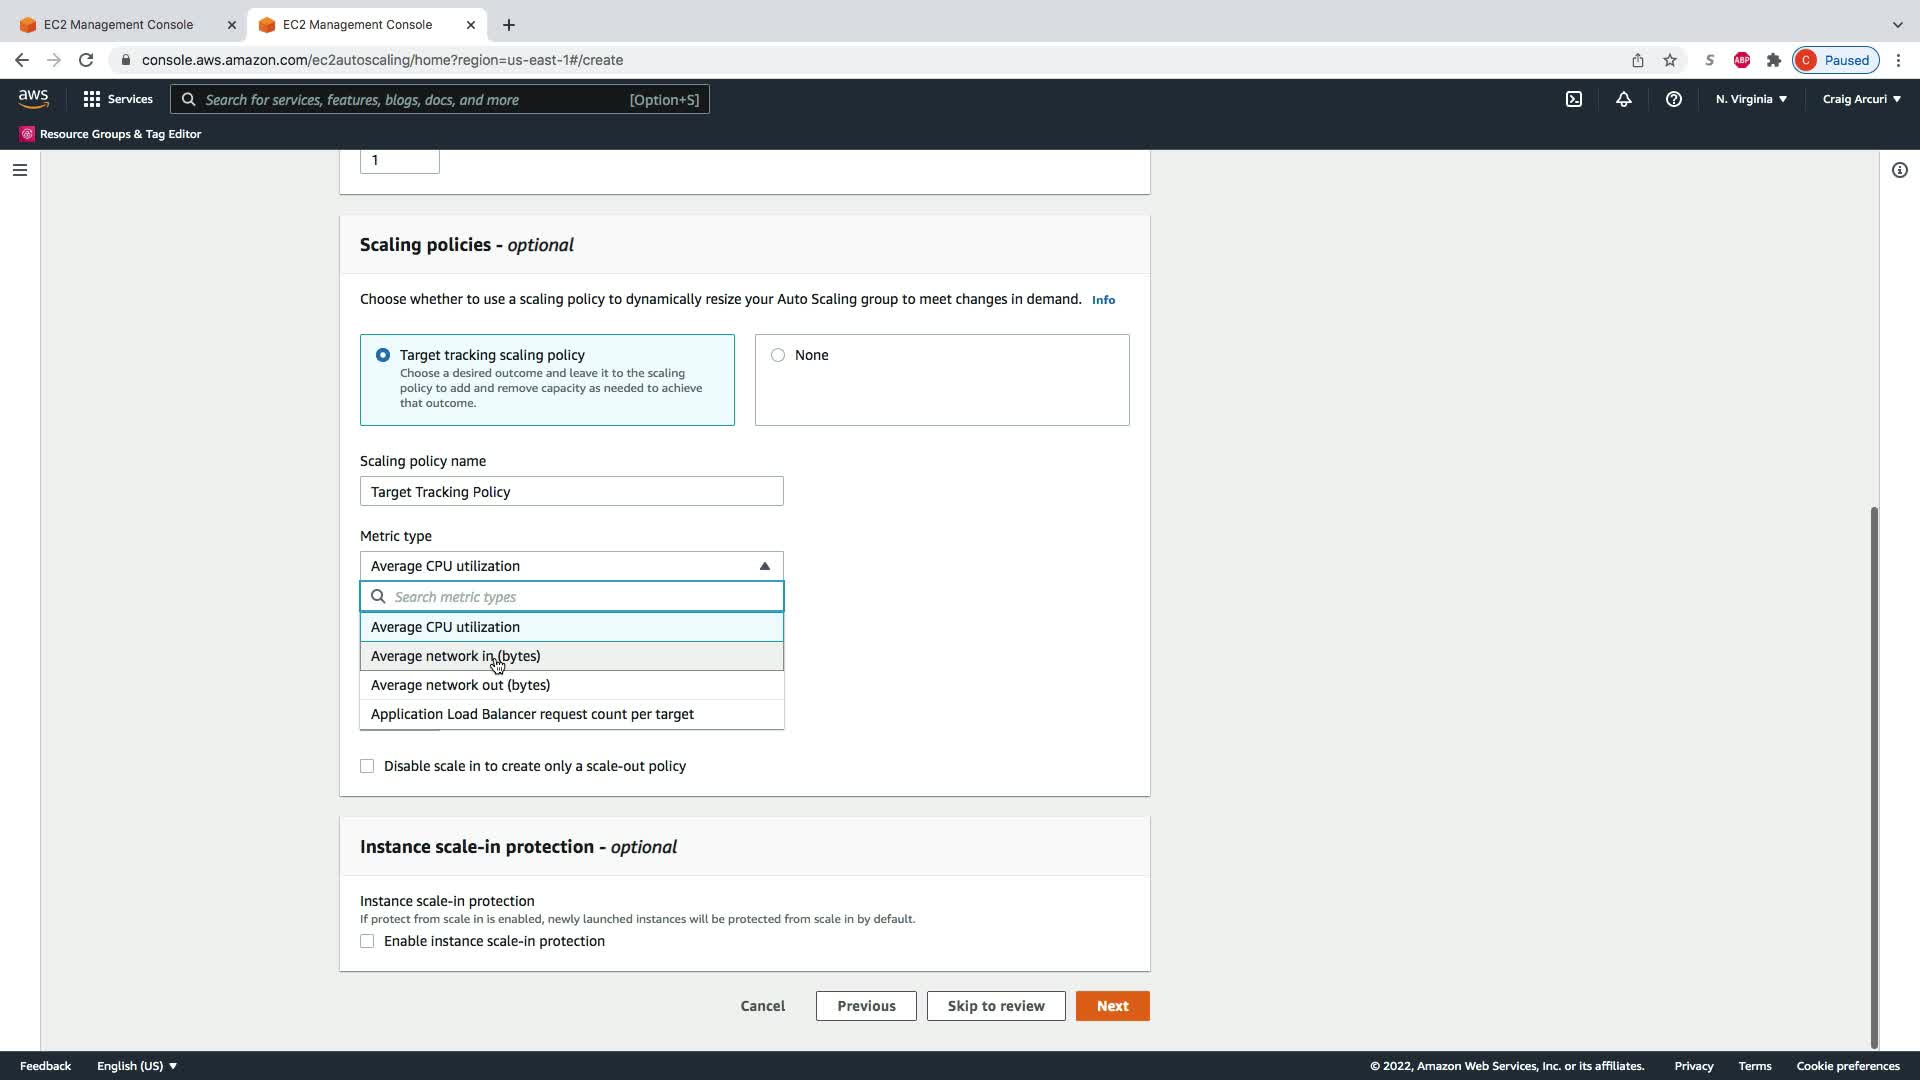 EC2 Management Console
EC2 Management Console
console.aws.amazon.com/ec2autoscaling/home?region=us-east-1#/create
S
ABP
C Paused
aws
Services
Search for services, features, blogs, docs, and more [Option+S]
N. Virginia
Craig Arcuri
Resource Groups & Tag Editor
1
Scaling policies - optional
Choose whether to use a scaling policy to dynamically resize your Auto Scaling group to meet changes in demand. Info
Target tracking scaling policy
Choose a desired outcome and leave it to the scaling
policy to add and remove capacity as needed to achieve
that outcome.
None
Scaling policy name
Target Tracking Policy
Metric type
Average CPU utilization
Search metric types
Average CPU utilization
Average network in (bytes)
Average network out (bytes)
Application Load Balancer request count per target
Disable scale in to create only a scale-out policy
Instance scale-in protection - optional
Instance scale-in protection
If protect from scale in is enabled, newly launched instances will be protected from scale in by default.
Enable instance scale-in protection
Cancel
Previous
Skip to review
Next
Feedback
English (US)
© 2022, Amazon Web Services, Inc. or its affiliates.
Privacy
Terms
Cookie preferences